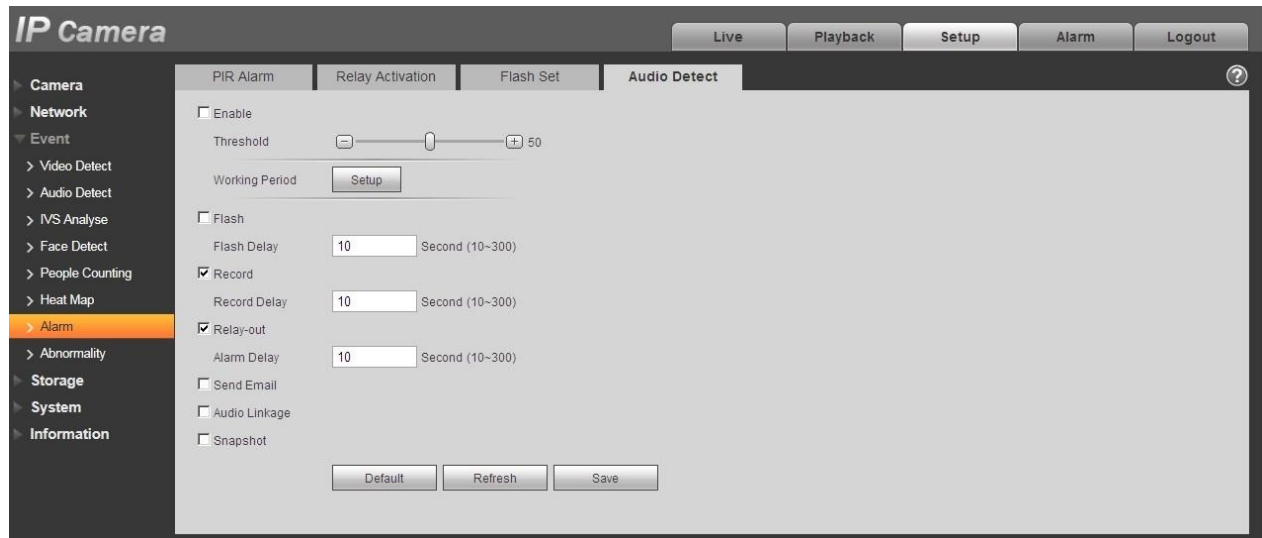 IP Camera
Live Playback Setup Alarm Logout
PIR Alarm Relay Activation Flash Set Audio Detect ?
Camera
Network
Event
> Video Detect
> Audio Detect
> IVS Analyse
> Face Detect
> People Counting
> Heat Map
> Alarm
> Abnormality
Storage
System
Information
Enable
Threshold - + 50
Working Period Setup
Flash
Flash Delay 10 Second (10~300)
Record
Record Delay 10 Second (10~300)
Relay-out
Alarm Delay 10 Second (10~300)
Send Email
Audio Linkage
Snapshot
Default Refresh Save